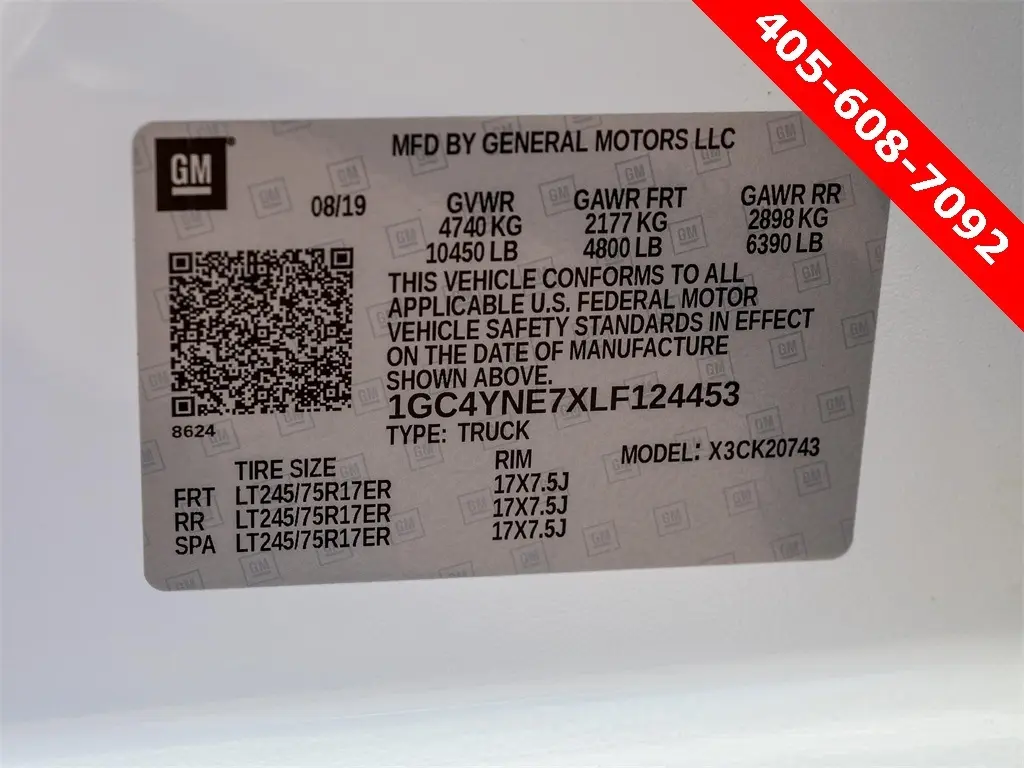 405-608-7092
GM
MFD BY GENERAL MOTORS LLC
08/19
GVWR GAWR FRT GAWR RR
4740 KG 2177 KG 2898 KG
10450 LB 4800 LB 6390 LB
THIS VEHICLE CONFORMS TO ALL
APPLICABLE U.S. FEDERAL MOTOR
VEHICLE SAFETY STANDARDS IN EFFECT
ON THE DATE OF MANUFACTURE
SHOWN ABOVE.
1GC4YNE7XLF124453
8624
TYPE: TRUCK
MODEL: X3CK20743
TIRE SIZE RIM
FRT LT245/75R17ER 17X7.5J
RR LT245/75R17ER 17X7.5J
SPA LT245/75R17ER 17X7.5J